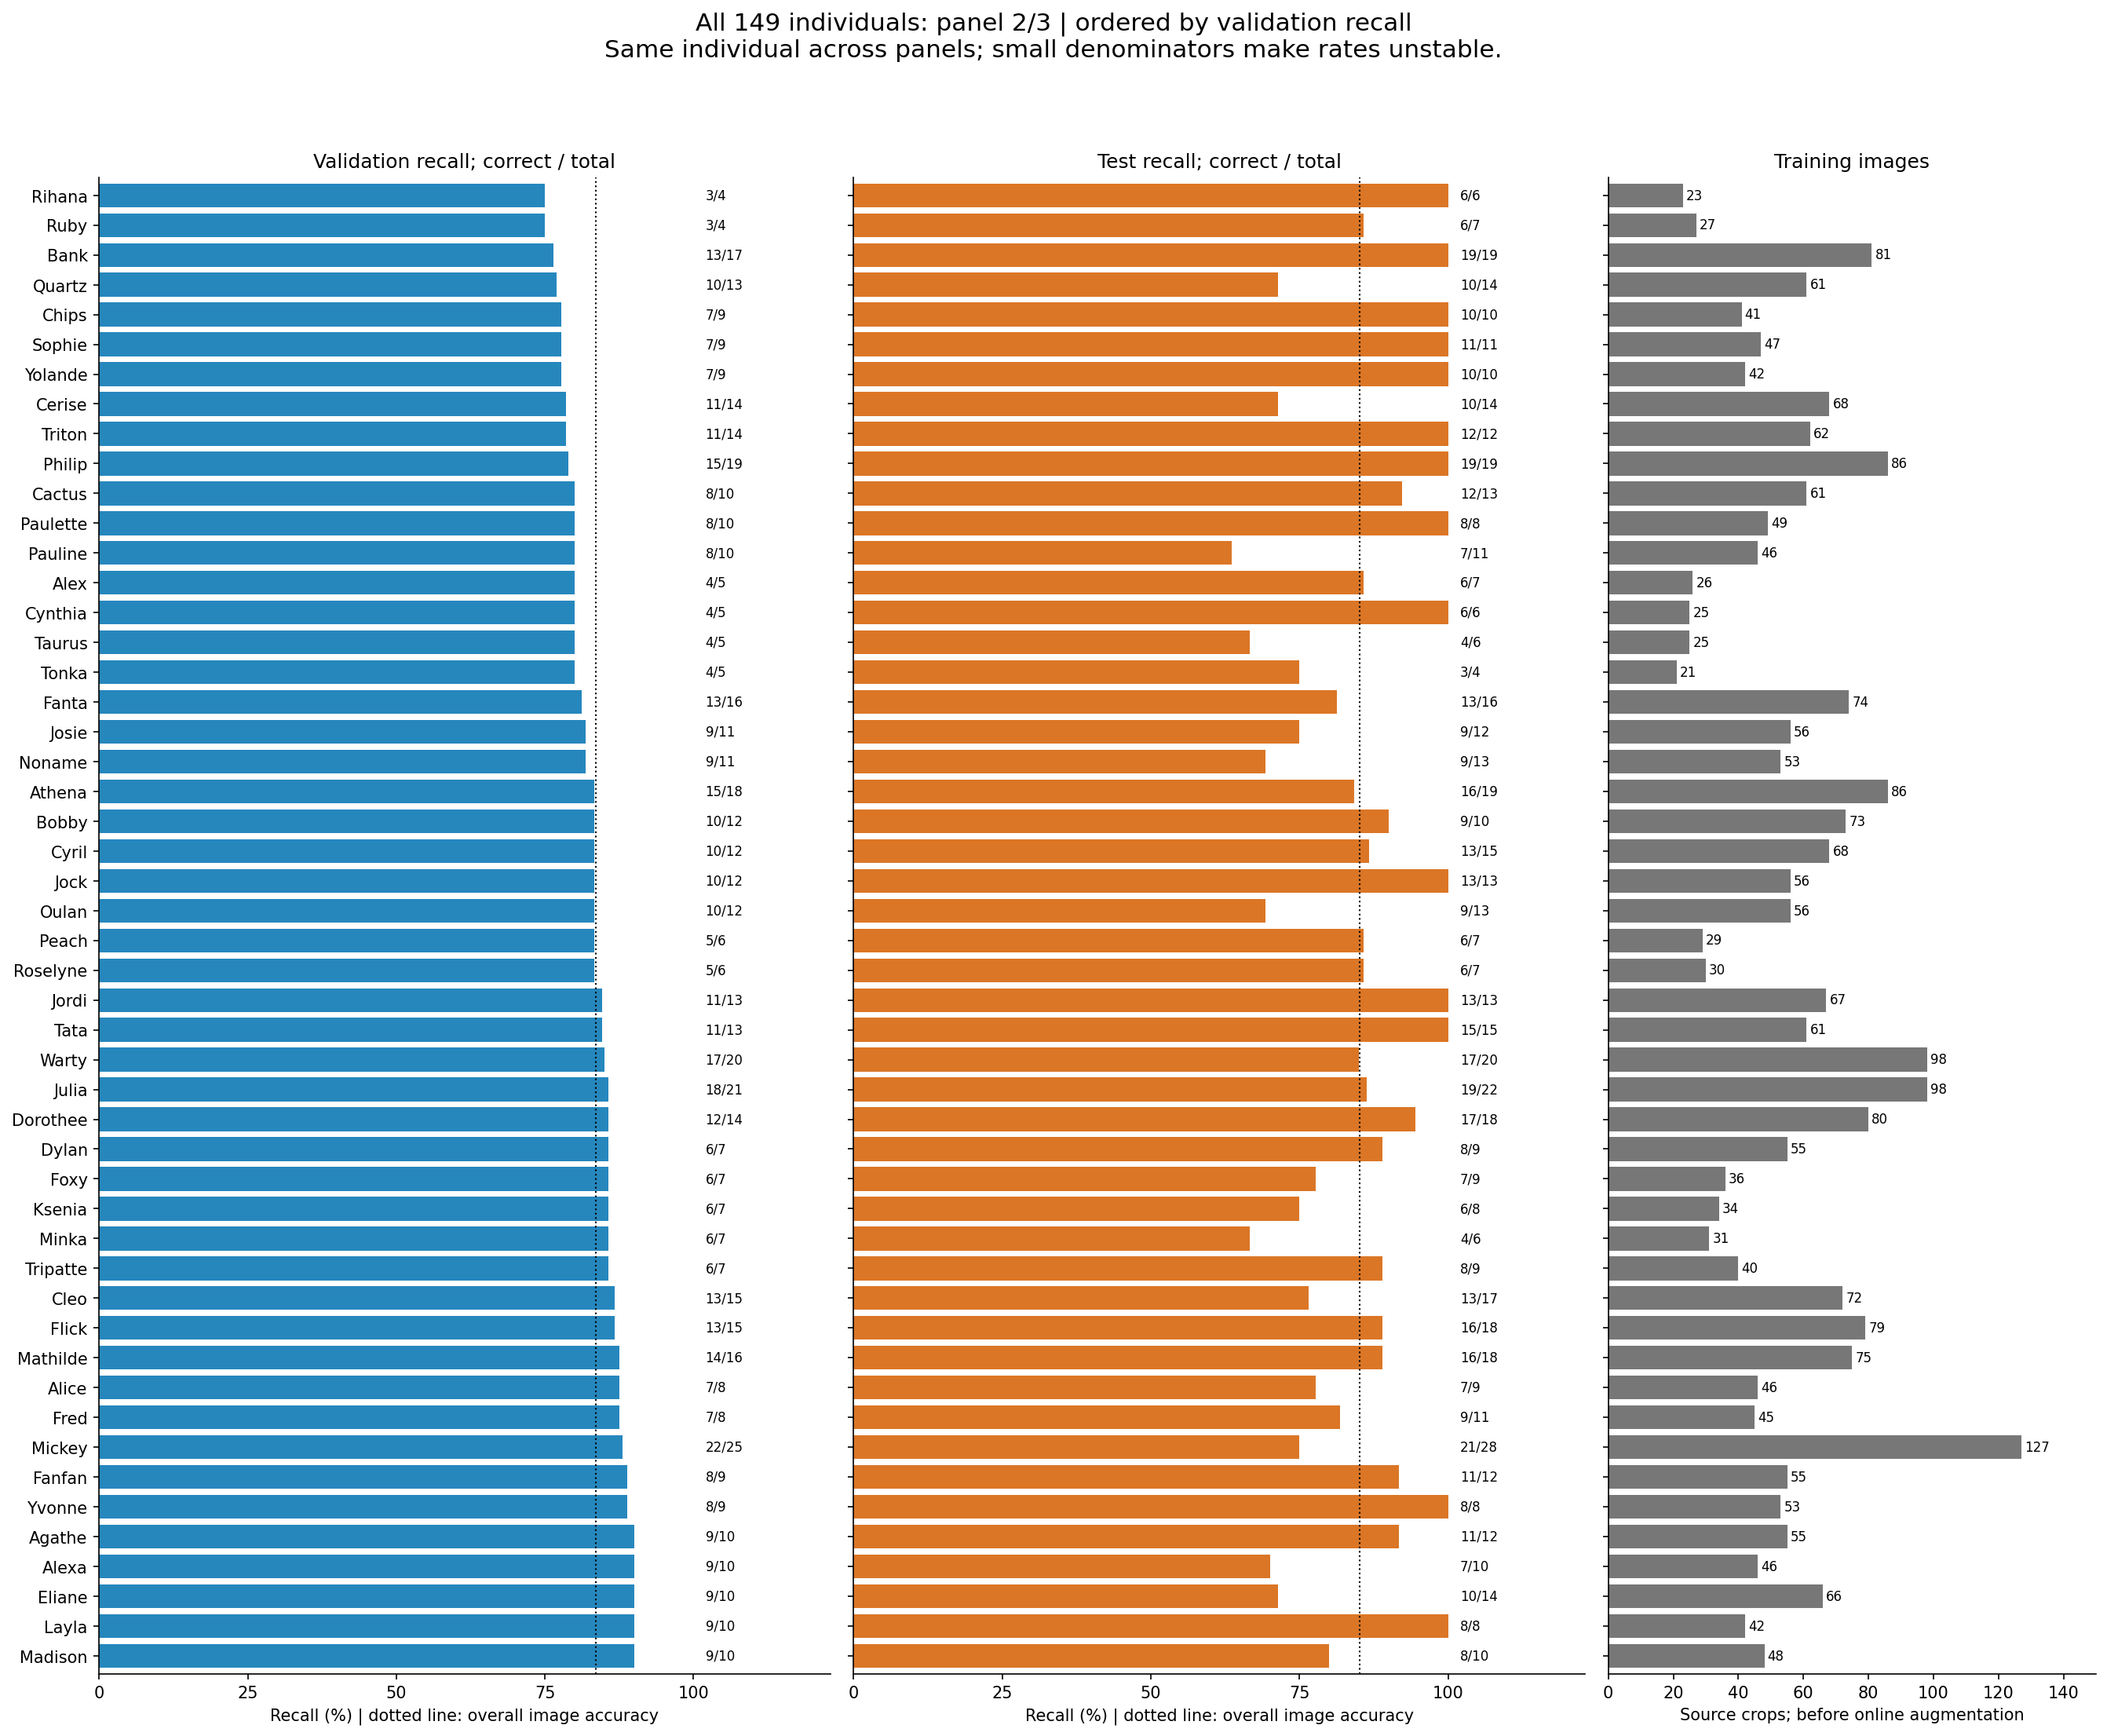 All 149 individuals: panel 2/3 | ordered by validation recall
Same individual across panels; small denominators make rates unstable.
Validation recall; correct / total
Test recall; correct / total
Training images
Rihana 3/4 6/6 23
Ruby 3/4 6/7 27
Bank 13/17 19/19 81
Quartz 10/13 10/14 61
Chips 7/9 10/10 41
Sophie 7/9 11/11 47
Yolande 7/9 10/10 42
Cerise 11/14 10/14 68
Triton 11/14 12/12 62
Philip 15/19 19/19 86
Cactus 8/10 12/13 61
Paulette 8/10 8/8 49
Pauline 8/10 7/11 46
Alex 4/5 6/7 26
Cynthia 4/5 6/6 25
Taurus 4/5 4/6 25
Tonka 4/5 3/4 21
Fanta 13/16 13/16 74
Josie 9/11 9/12 56
Noname 9/11 9/13 53
Athena 15/18 16/19 86
Bobby 10/12 9/10 73
Cyril 10/12 13/15 68
Jock 10/12 13/13 56
Oulan 10/12 9/13 56
Peach 5/6 6/7 29
Roselyne 5/6 6/7 30
Jordi 11/13 13/13 67
Tata 11/13 15/15 61
Warty 17/20 17/20 98
Julia 18/21 19/22 98
Dorothee 12/14 17/18 80
Dylan 6/7 8/9 55
Foxy 6/7 7/9 36
Ksenia 6/7 6/8 34
Minka 6/7 4/6 31
Tripatte 6/7 8/9 40
Cleo 13/15 13/17 72
Flick 13/15 16/18 79
Mathilde 14/16 16/18 75
Alice 7/8 7/9 46
Fred 7/8 9/11 45
Mickey 22/25 21/28 127
Fanfan 8/9 11/12 55
Yvonne 8/9 8/8 53
Agathe 9/10 11/12 55
Alexa 9/10 7/10 46
Eliane 9/10 10/14 66
Layla 9/10 8/8 42
Madison 9/10 8/10 48
0 25 50 75 100
0 25 50 75 100
0 20 40 60 80 100 120 140
Recall (%) | dotted line: overall image accuracy
Recall (%) | dotted line: overall image accuracy
Source crops; before online augmentation